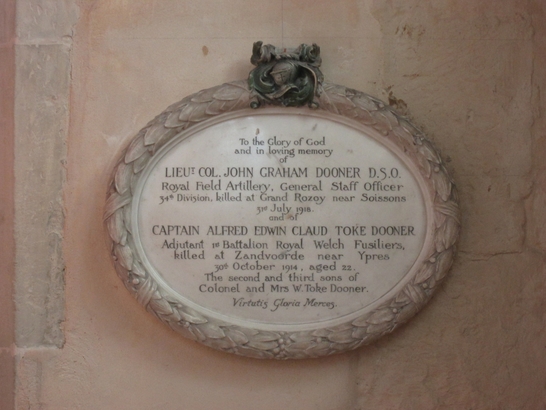 To the Glory of God
and in loving memory
of
LIEUT COL. JOHN GRAHAM DOONER D.S.O.
Royal Field Artillery, General Staff Officer
34th Division, killed at Grand Rozoy near Soissons
31st July 1918.
and of
CAPTAIN ALFRED EDWIN CLAUD TOKE DOONER
Adjutant 1st Battalion Royal Welch Fusiliers,
killed at Zandvoorde near Ypres
30th October 1914, aged 22.
The second and third sons of
Colonel and Mrs W. Toke Dooner.
Virtutis Gloria Merces.